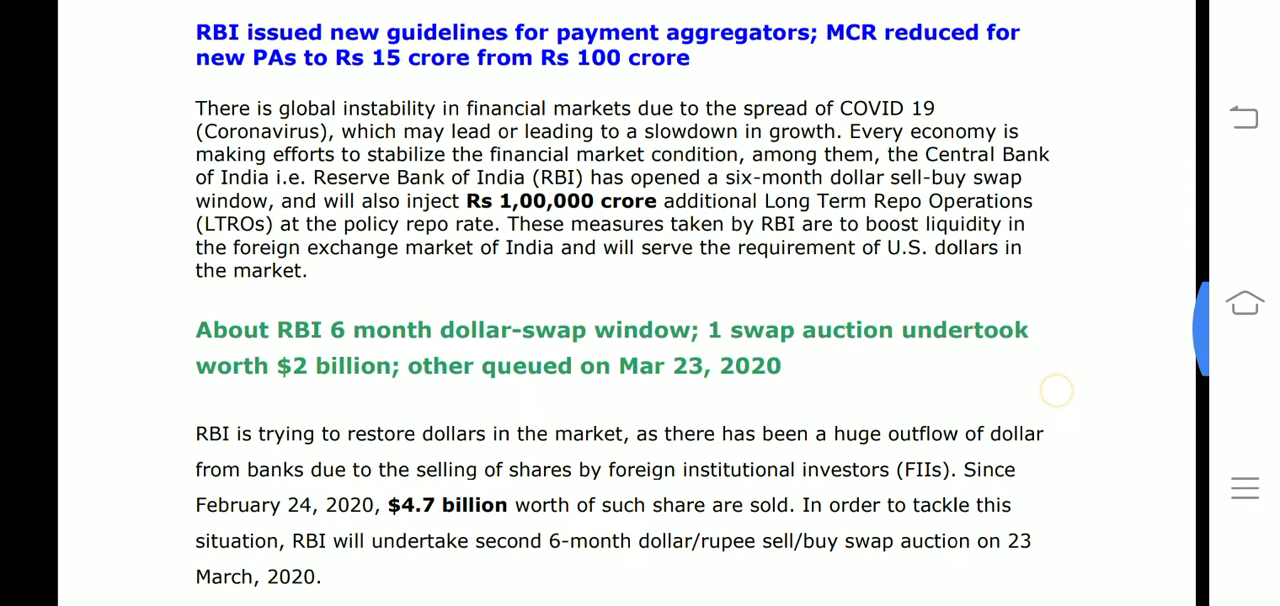 RBI issued new guidelines for payment aggregators; MCR reduced for
new PAs to Rs 15 crore from Rs 100 crore
There is global instability in financial markets due to the spread of COVID 19
(Coronavirus), which may lead or leading to a slowdown in growth. Every economy is
making efforts to stabilize the financial market condition, among them, the Central Bank
of India i.e. Reserve Bank of India (RBI) has opened a six-month dollar sell-buy swap
window, and will also inject Rs 1,00,000 crore additional Long Term Repo Operations
(LTROs) at the policy repo rate. These measures taken by RBI are to boost liquidity in
the foreign exchange market of India and will serve the requirement of U.S. dollars in
the market.
About RBI 6 month dollar-swap window; 1 swap auction undertook
worth $2 billion; other queued on Mar 23, 2020
RBI is trying to restore dollars in the market, as there has been a huge outflow of dollar
from banks due to the selling of shares by foreign institutional investors (FIIs). Since
February 24, 2020, $4.7 billion worth of such share are sold. In order to tackle this
situation, RBI will undertake second 6-month dollar/rupee sell/buy swap auction on 23
March, 2020.